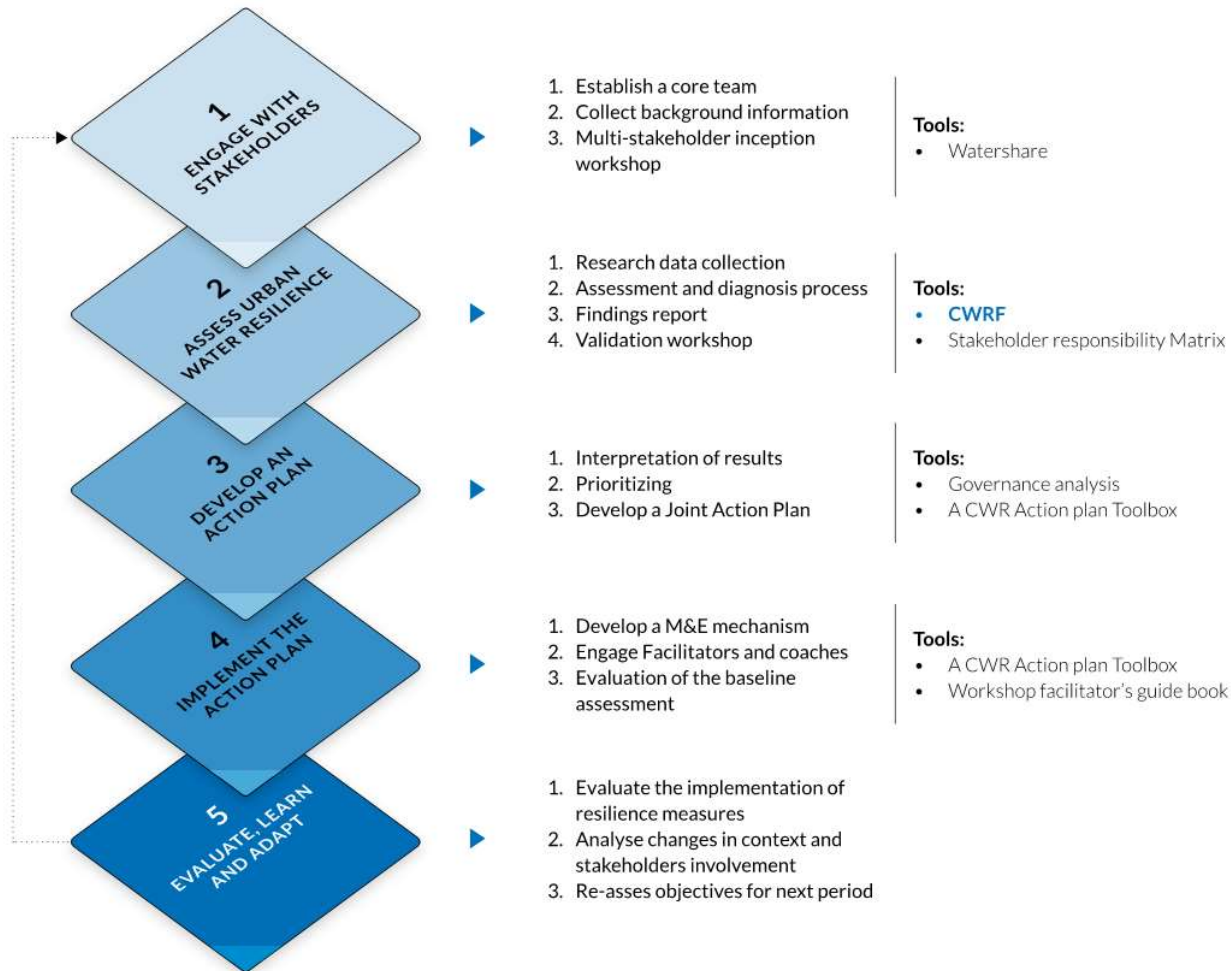 1
ENGAGE WITH
STAKEHOLDERS
1. Establish a core team
2. Collect background information
3. Multi-stakeholder inception
workshop
Tools:
• Watershare
2
ASSESS URBAN
WATER RESILIENCE
1. Research data collection
2. Assessment and diagnosis process
3. Findings report
4. Validation workshop
Tools:
• CWRF
• Stakeholder responsibility Matrix
3
DEVELOP AN
ACTION PLAN
1. Interpretation of results
2. Prioritizing
3. Develop a Joint Action Plan
Tools:
• Governance analysis
• A CWR Action plan Toolbox
4
IMPLEMENT THE
ACTION PLAN
1. Develop a M&E mechanism
2. Engage Facilitators and coaches
3. Evaluation of the baseline
assessment
Tools:
• A CWR Action plan Toolbox
• Workshop facilitator's guide book
5
EVALUATE, LEARN
AND ADAPT
1. Evaluate the implementation of
resilience measures
2. Analyse changes in context and
stakeholders involvement
3. Re-asses objectives for next period